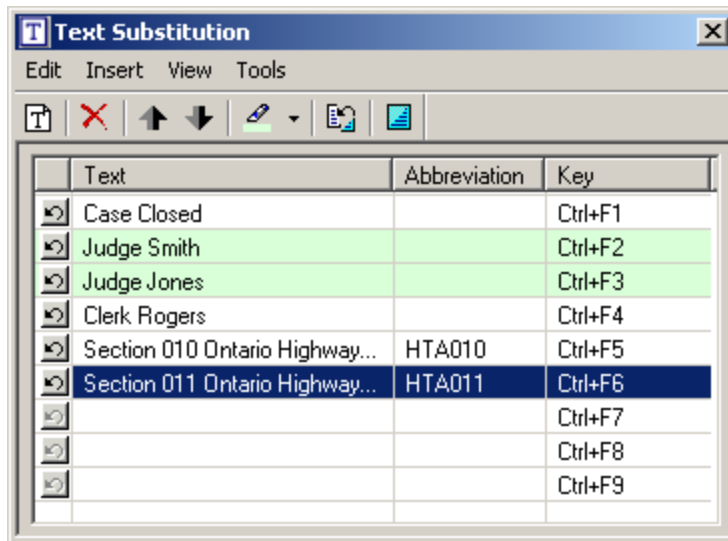 T Text Substitution
Edit Insert View Tools
T
Text Abbreviation Key
Case Closed Ctrl+F1
Judge Smith Ctrl+F2
Judge Jones Ctrl+F3
Clerk Rogers Ctrl+F4
Section 010 Ontario Highway... HTA010 Ctrl+F5
Section 011 Ontario Highway... HTA011 Ctrl+F6
Ctrl+F7
Ctrl+F8
Ctrl+F9